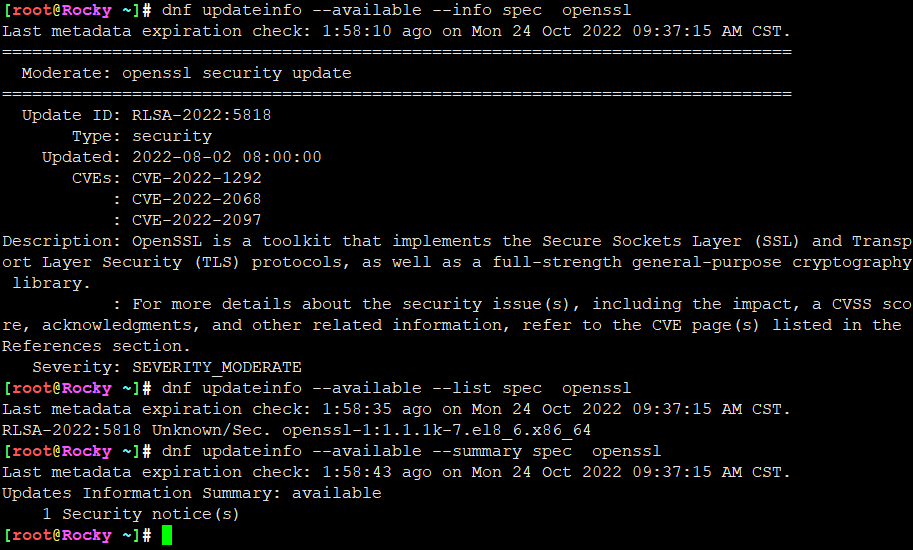 [root@Rocky ~]# dnf updateinfo --available --info spec  openssl
Last metadata expiration check: 1:58:10 ago on Mon 24 Oct 2022 09:37:15 AM CST.
===============================================================================
  Moderate: openssl security update
===============================================================================
  Update ID: RLSA-2022:5818
       Type: security
    Updated: 2022-08-02 08:00:00
       CVEs: CVE-2022-1292
           : CVE-2022-2068
           : CVE-2022-2097
Description: OpenSSL is a toolkit that implements the Secure Sockets Layer (SSL) and Transp
ort Layer Security (TLS) protocols, as well as a full-strength general-purpose cryptography
 library.
           : For more details about the security issue(s), including the impact, a CVSS sco
re, acknowledgments, and other related information, refer to the CVE page(s) listed in the
References section.
   Severity: SEVERITY_MODERATE
[root@Rocky ~]# dnf updateinfo --available --list spec  openssl
Last metadata expiration check: 1:58:35 ago on Mon 24 Oct 2022 09:37:15 AM CST.
RLSA-2022:5818 Unknown/Sec. openssl-1:1.1.1k-7.el8_6.x86_64
[root@Rocky ~]# dnf updateinfo --available --summary spec  openssl
Last metadata expiration check: 1:58:43 ago on Mon 24 Oct 2022 09:37:15 AM CST.
Updates Information Summary: available
    1 Security notice(s)
[root@Rocky ~]#